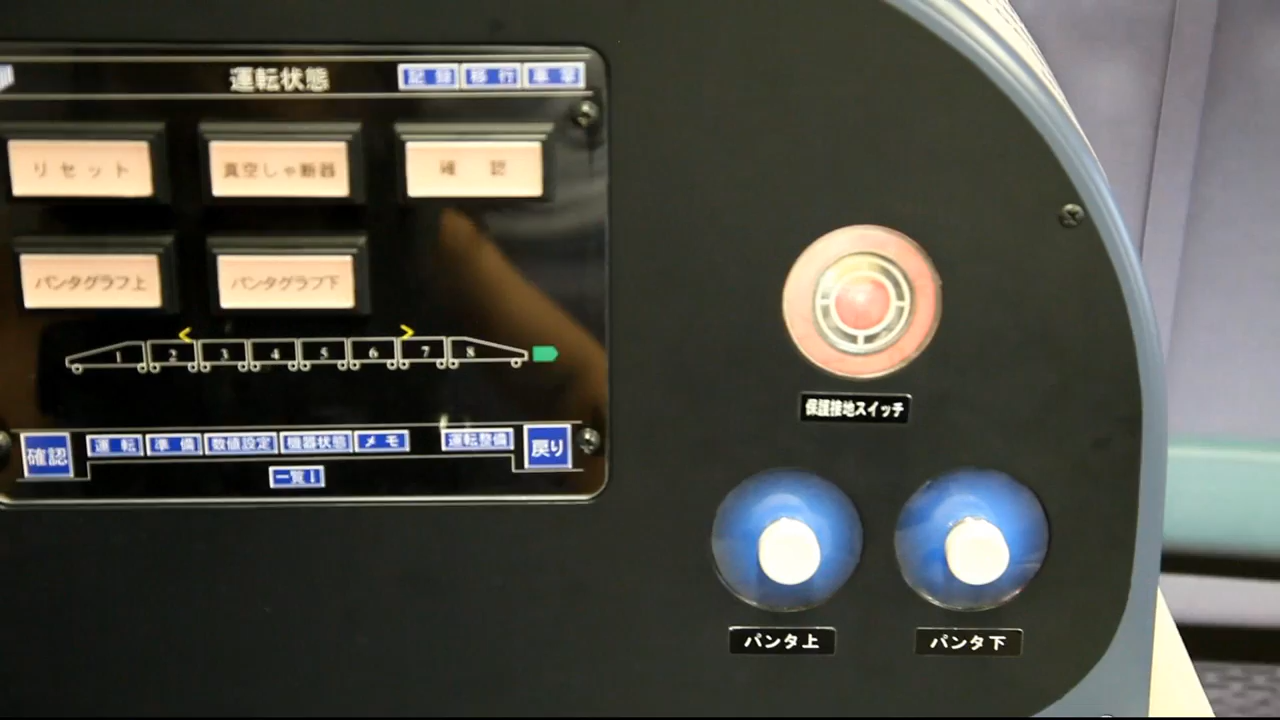 運転状態 記録 移行 車掌
リセット 真空しゃ断器 確認
パンタグラフ上 パンタグラフ下
1 2 3 4 5 6 7 8
保護接地スイッチ
確認 運転 準備 数値設定 機器状態 メモ 運転整備 戻り
一覧↓
パンタ上 パンタ下